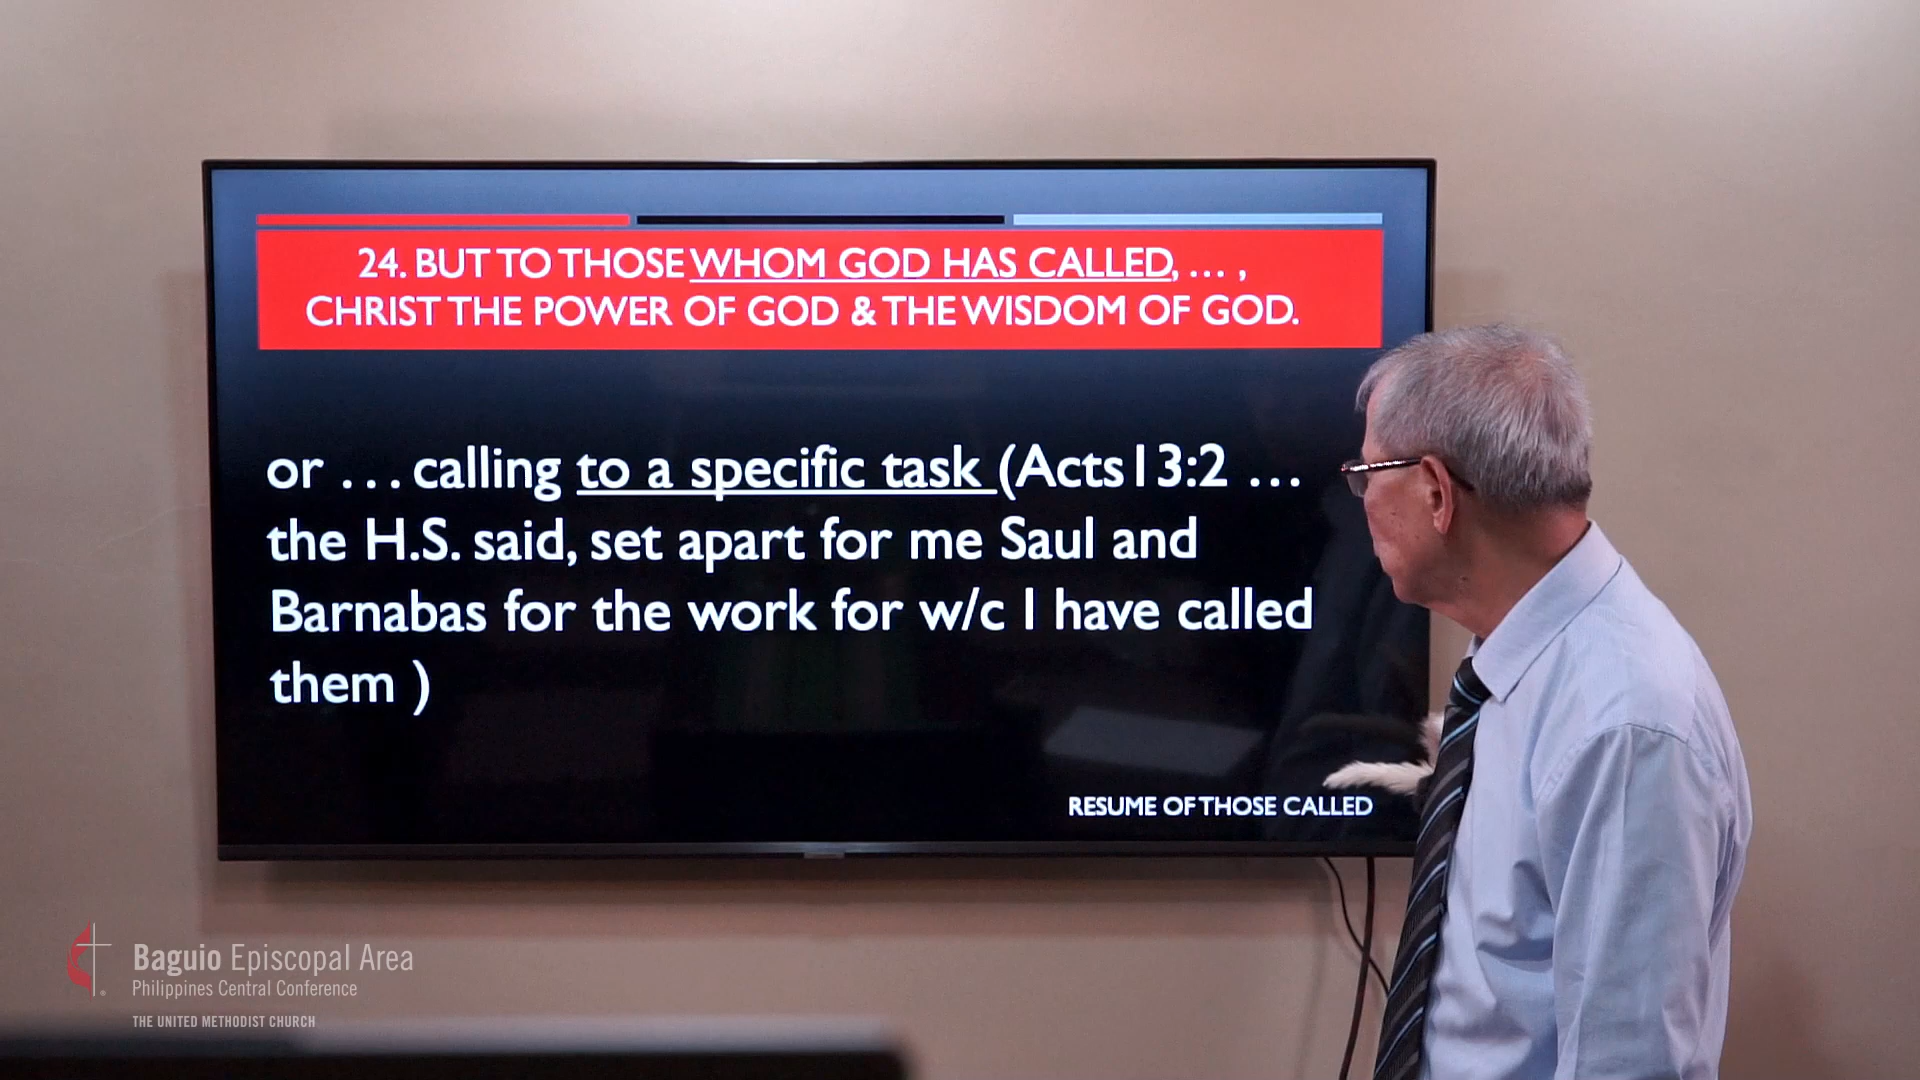 24. BUT TO THOSE WHOM GOD HAS CALLED, ... ,
CHRIST THE POWER OF GOD & THE WISDOM OF GOD.
or ... calling to a specific task (Acts13:2 ...
the H.S. said, set apart for me Saul and
Barnabas for the work for w/c I have called
them )
RESUME OF THOSE CALLED
Baguio Episcopal Area
Philippines Central Conference
THE UNITED METHODIST CHURCH